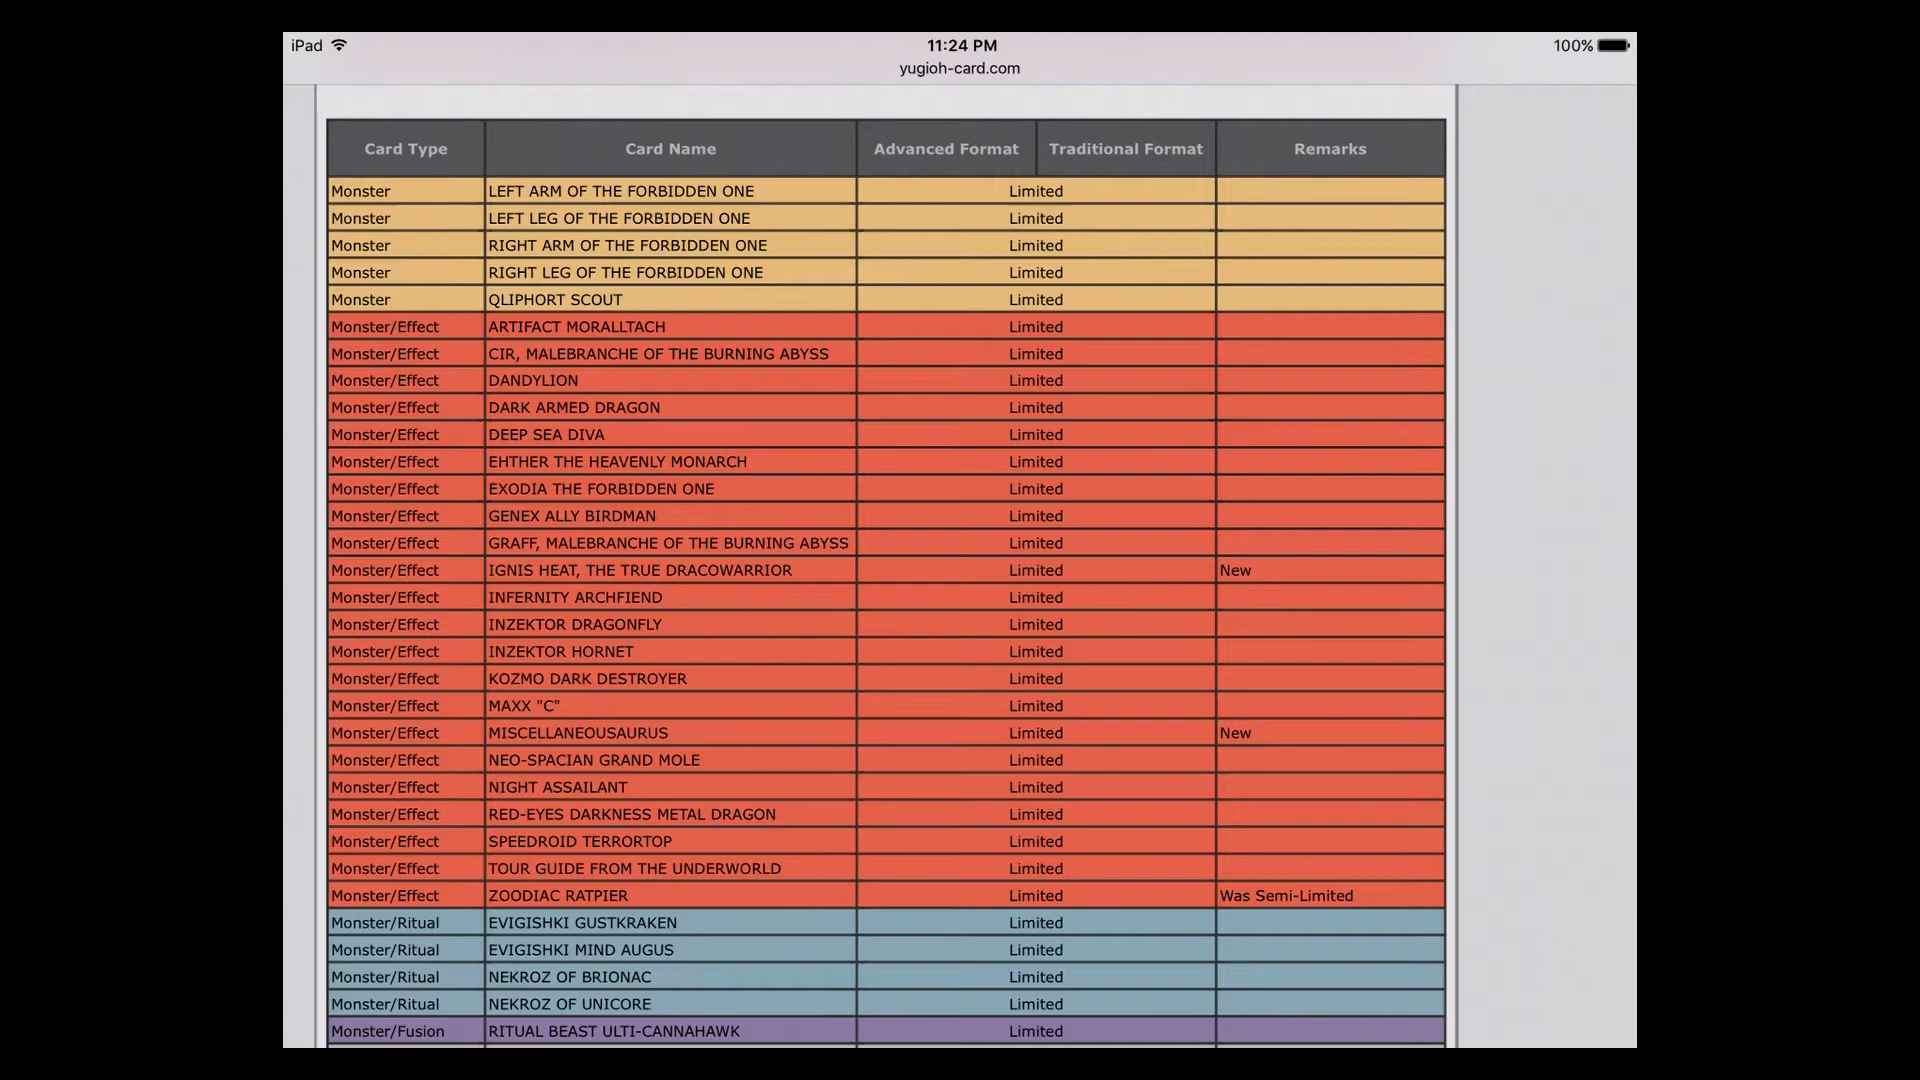 iPad 11:24 PM 100%
yugioh-card.com
Card Type Card Name Advanced Format Traditional Format Remarks
Monster LEFT ARM OF THE FORBIDDEN ONE Limited
Monster LEFT LEG OF THE FORBIDDEN ONE Limited
Monster RIGHT ARM OF THE FORBIDDEN ONE Limited
Monster RIGHT LEG OF THE FORBIDDEN ONE Limited
Monster QLIPHORT SCOUT Limited
Monster/Effect ARTIFACT MORALLTACH Limited
Monster/Effect CIR, MALEBRANCHE OF THE BURNING ABYSS Limited
Monster/Effect DANDYLION Limited
Monster/Effect DARK ARMED DRAGON Limited
Monster/Effect DEEP SEA DIVA Limited
Monster/Effect EHTHER THE HEAVENLY MONARCH Limited
Monster/Effect EXODIA THE FORBIDDEN ONE Limited
Monster/Effect GENEX ALLY BIRDMAN Limited
Monster/Effect GRAFF, MALEBRANCHE OF THE BURNING ABYSS Limited
Monster/Effect IGNIS HEAT, THE TRUE DRACOWARRIOR Limited New
Monster/Effect INFERNITY ARCHFIEND Limited
Monster/Effect INZEKTOR DRAGONFLY Limited
Monster/Effect INZEKTOR HORNET Limited
Monster/Effect KOZMO DARK DESTROYER Limited
Monster/Effect MAXX "C" Limited
Monster/Effect MISCELLANEOUSAURUS Limited New
Monster/Effect NEO-SPACIAN GRAND MOLE Limited
Monster/Effect NIGHT ASSAILANT Limited
Monster/Effect RED-EYES DARKNESS METAL DRAGON Limited
Monster/Effect SPEEDROID TERRORTOP Limited
Monster/Effect TOUR GUIDE FROM THE UNDERWORLD Limited
Monster/Effect ZOODIAC RATPIER Limited Was Semi-Limited
Monster/Ritual EVIGISHKI GUSTKRAKEN Limited
Monster/Ritual EVIGISHKI MIND AUGUS Limited
Monster/Ritual NEKROZ OF BRIONAC Limited
Monster/Ritual NEKROZ OF UNICORE Limited
Monster/Fusion RITUAL BEAST ULTI-CANNAHAWK Limited